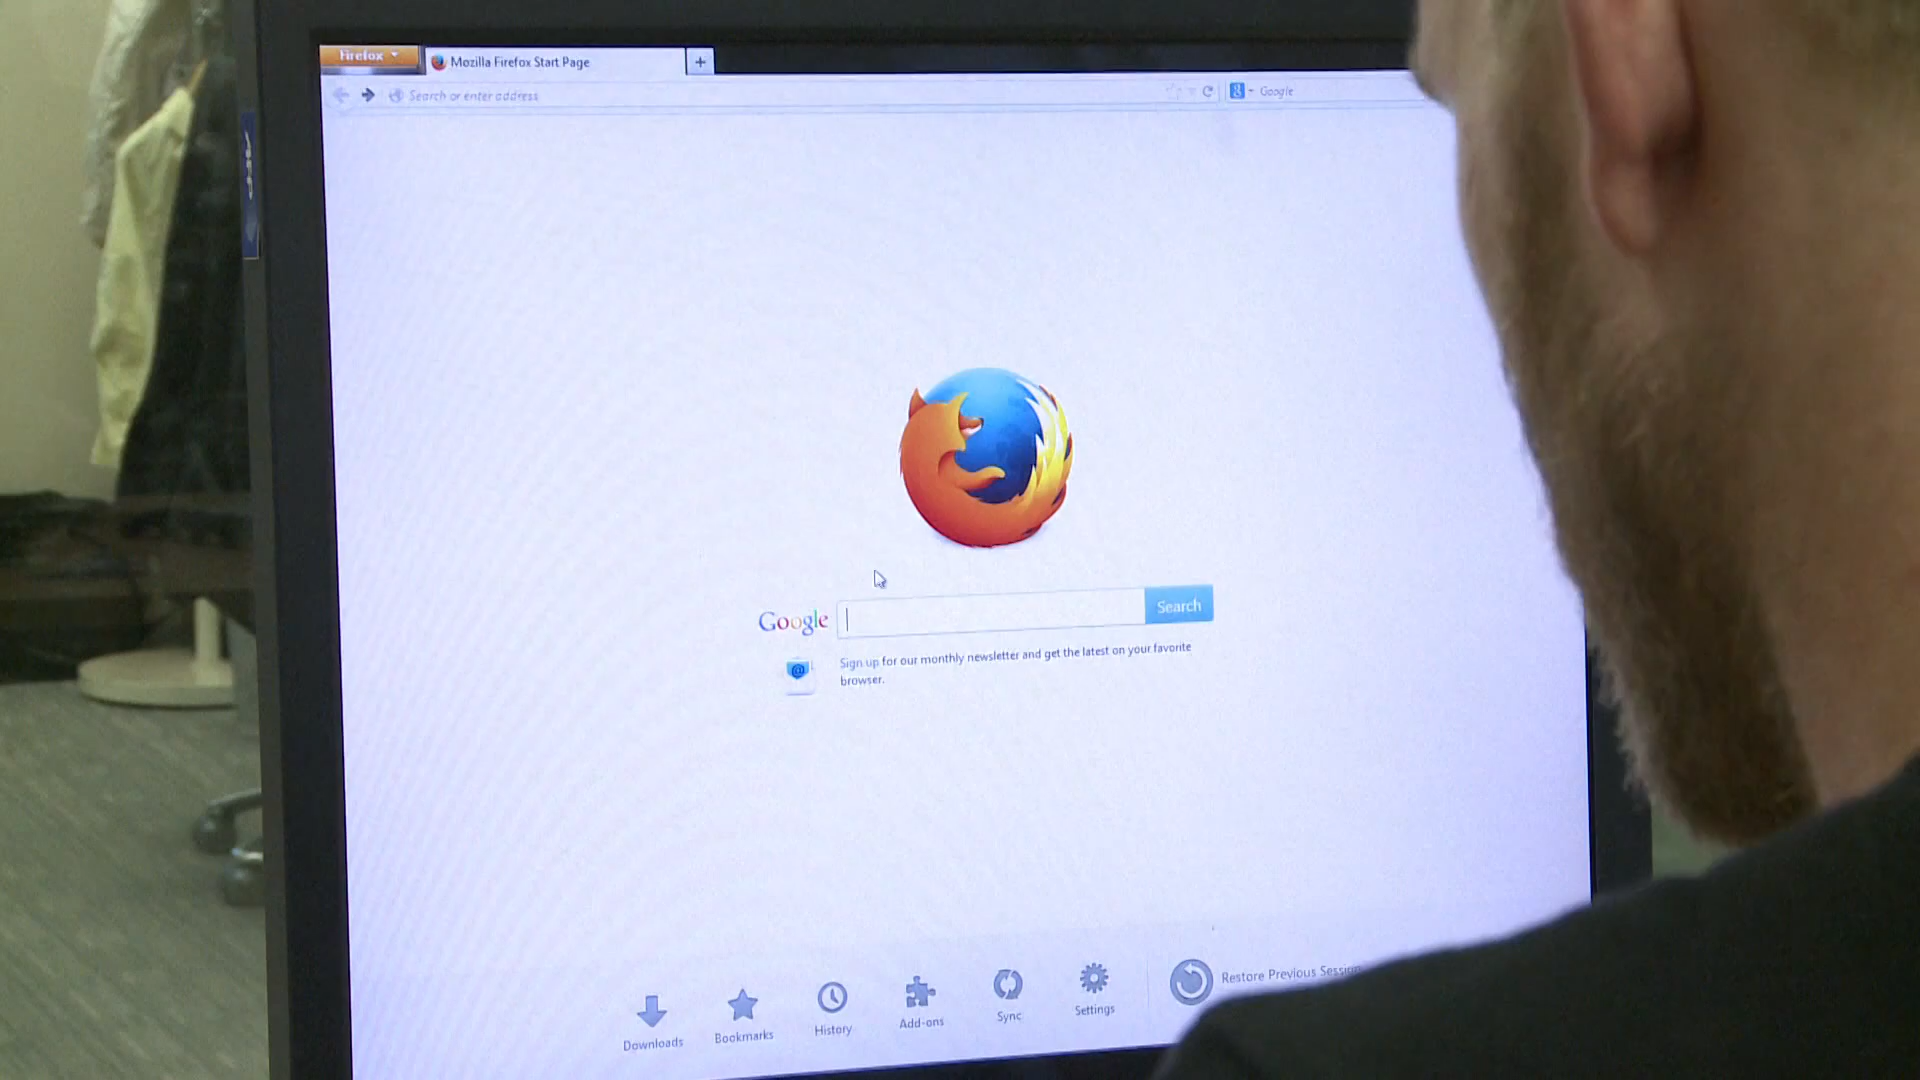 Firefox
Mozilla Firefox Start Page
Search or enter address
Google
Google
Search
Sign up for our monthly newsletter and get the latest on your favorite
browser.
Downloads
Bookmarks
History
Add-ons
Sync
Settings
Restore Previous Session